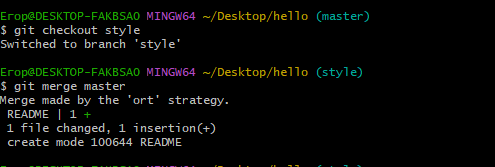 Erop@DESKTOP-FAKBSAO MINGW64 ~/Desktop/hello (master)
$ git checkout style
Switched to branch 'style'
Erop@DESKTOP-FAKBSAO MINGW64 ~/Desktop/hello (style)
$ git merge master
Merge made by the 'ort' strategy.
 README | 1 +
 1 file changed, 1 insertion(+)
 create mode 100644 README